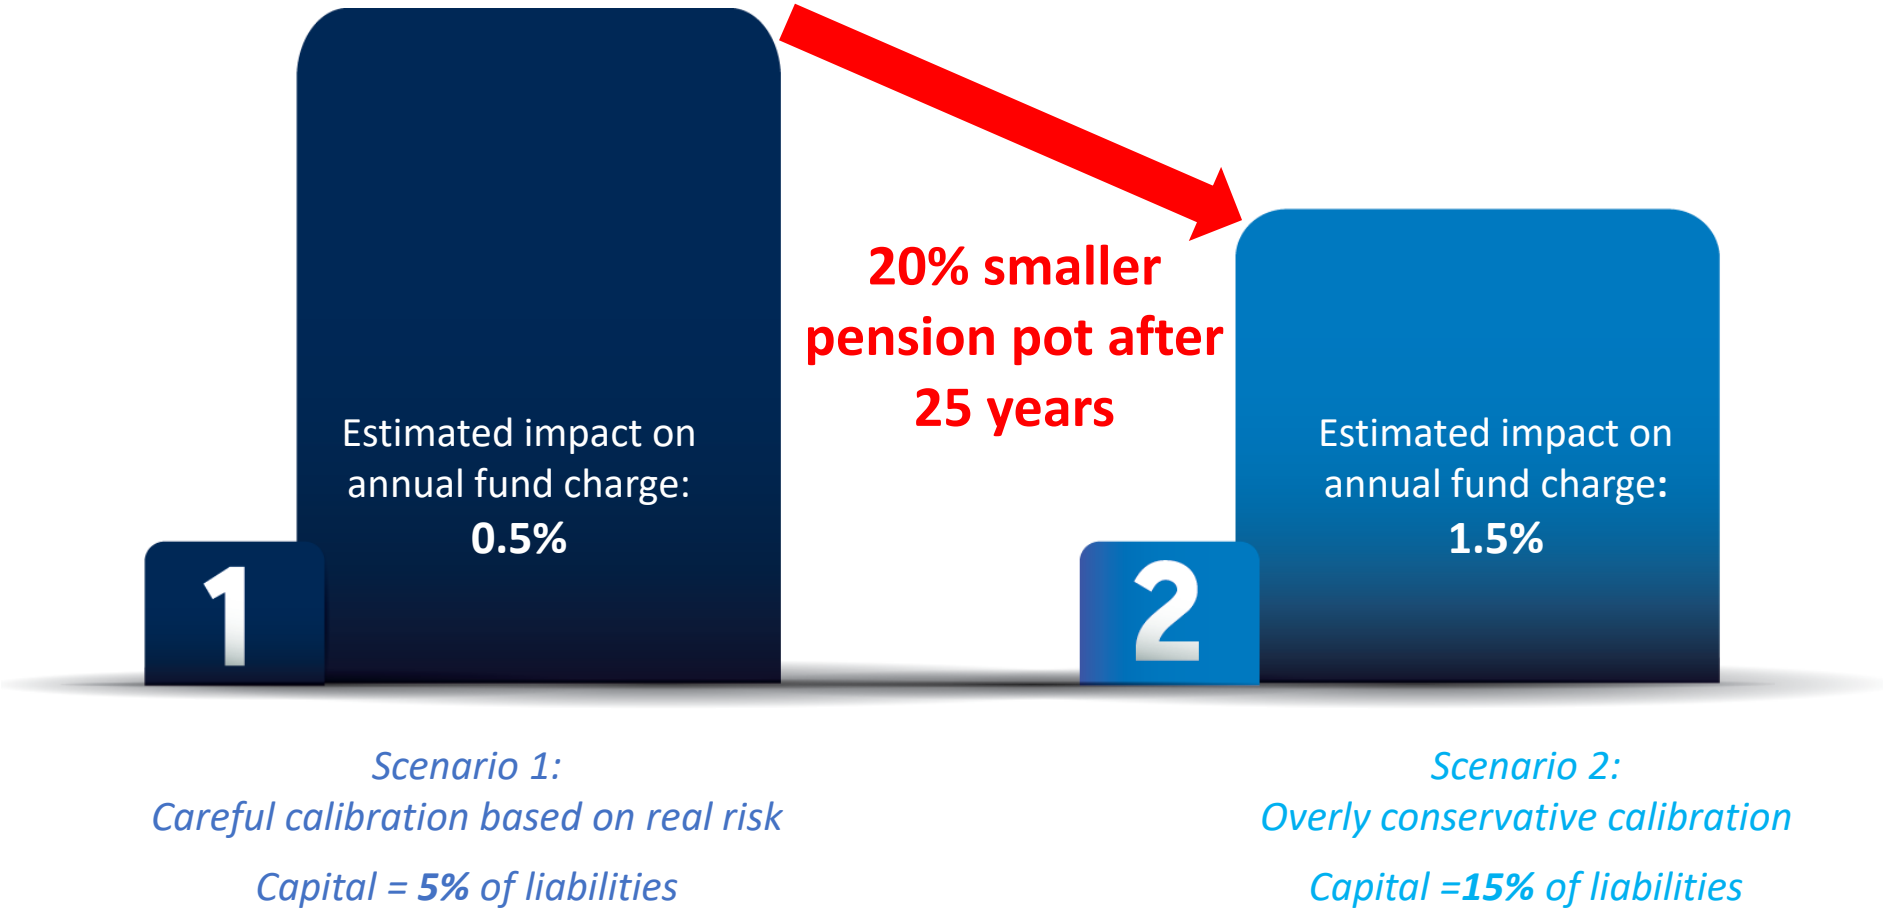 20% smaller
pension pot after
25 years
Estimated impact on
annual fund charge:
0.5%
1
Estimated impact on
annual fund charge:
1.5%
2
Scenario 1:
Careful calibration based on real risk
Capital = 5% of liabilities
Scenario 2:
Overly conservative calibration
Capital =15% of liabilities